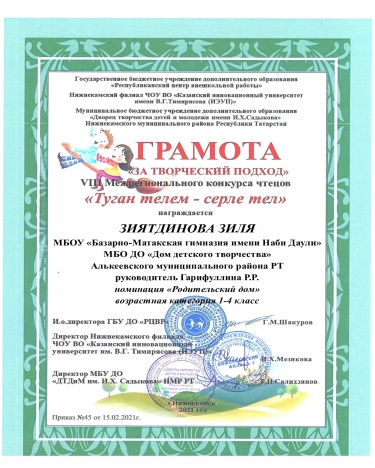 Государственное бюджетное учреждение дополнительного образования
«Республиканский центр внешкольной работы»
Нижнекамский филиал ЧОУ ВО «Казанский инновационный университет
имени В.Г.Тимирясова (ИЭУП)»
Муниципальное бюджетное учреждение дополнительного образования
«Дворец творчества детей и молодежи имени И.Х.Садыкова»
Нижнекамского муниципального района Республики Татарстан
ГРАМОТА
«ЗА ТВОРЧЕСКИЙ ПОДХОД»
VIII Межрегионального конкурса чтецов
«Туган телем - серле тел»
награждается
ЗИЯТДИНОВА ЗИЛЯ
МБОУ «Базарно-Матакская гимназия имени Наби Даули»
МБО ДО «Дом детского творчества»
Алькеевского муниципального района РТ
руководитель Гарифуллина Р.Р.
номинация «Родительский дом»
возрастная категория 1-4 класс
И.о.директора ГБУ ДО «РЦВР» Г.М.Шакуров
Директор Нижнекамского филиала
ЧОУ ВО «Казанский инновационный
университет им. В.Г. Тимирясова (ИЭУП)» И.Х.Мезикова
Директор МБУ ДО
«ДТДиМ им. И.Х. Садыкова» НМР РТ Р.Н.Салихзянов
г.Нижнекамск
2021 год
Приказ №45 от 15.02.2021г.